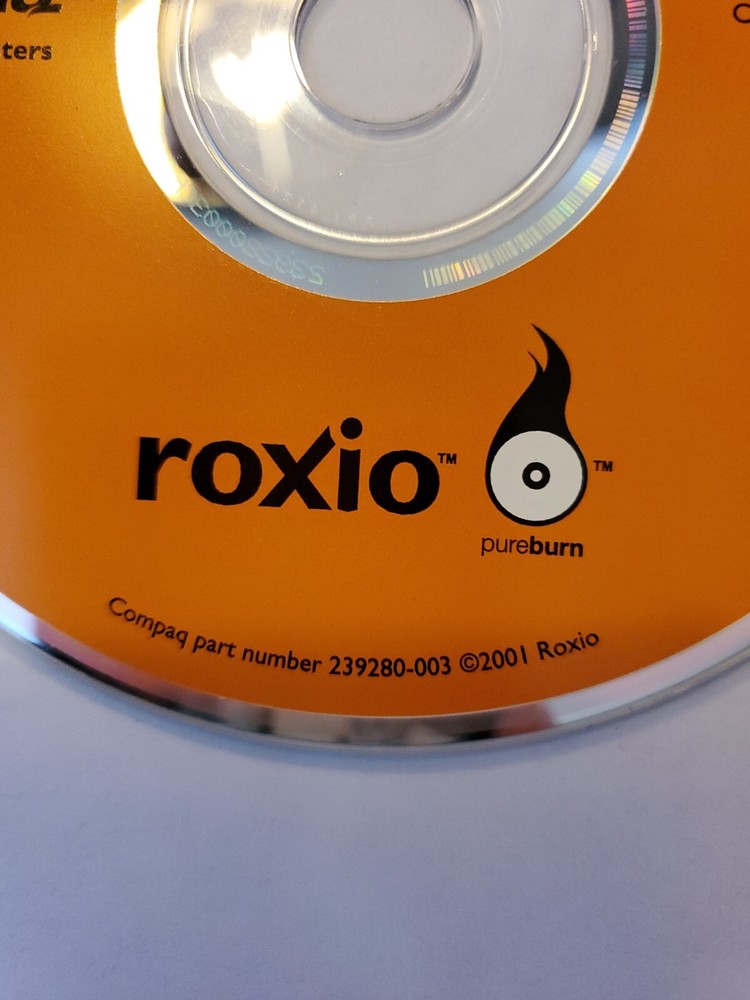 ters
roxio™
™
pureburn
Compaq part number 239280-003 ©2001 Roxio